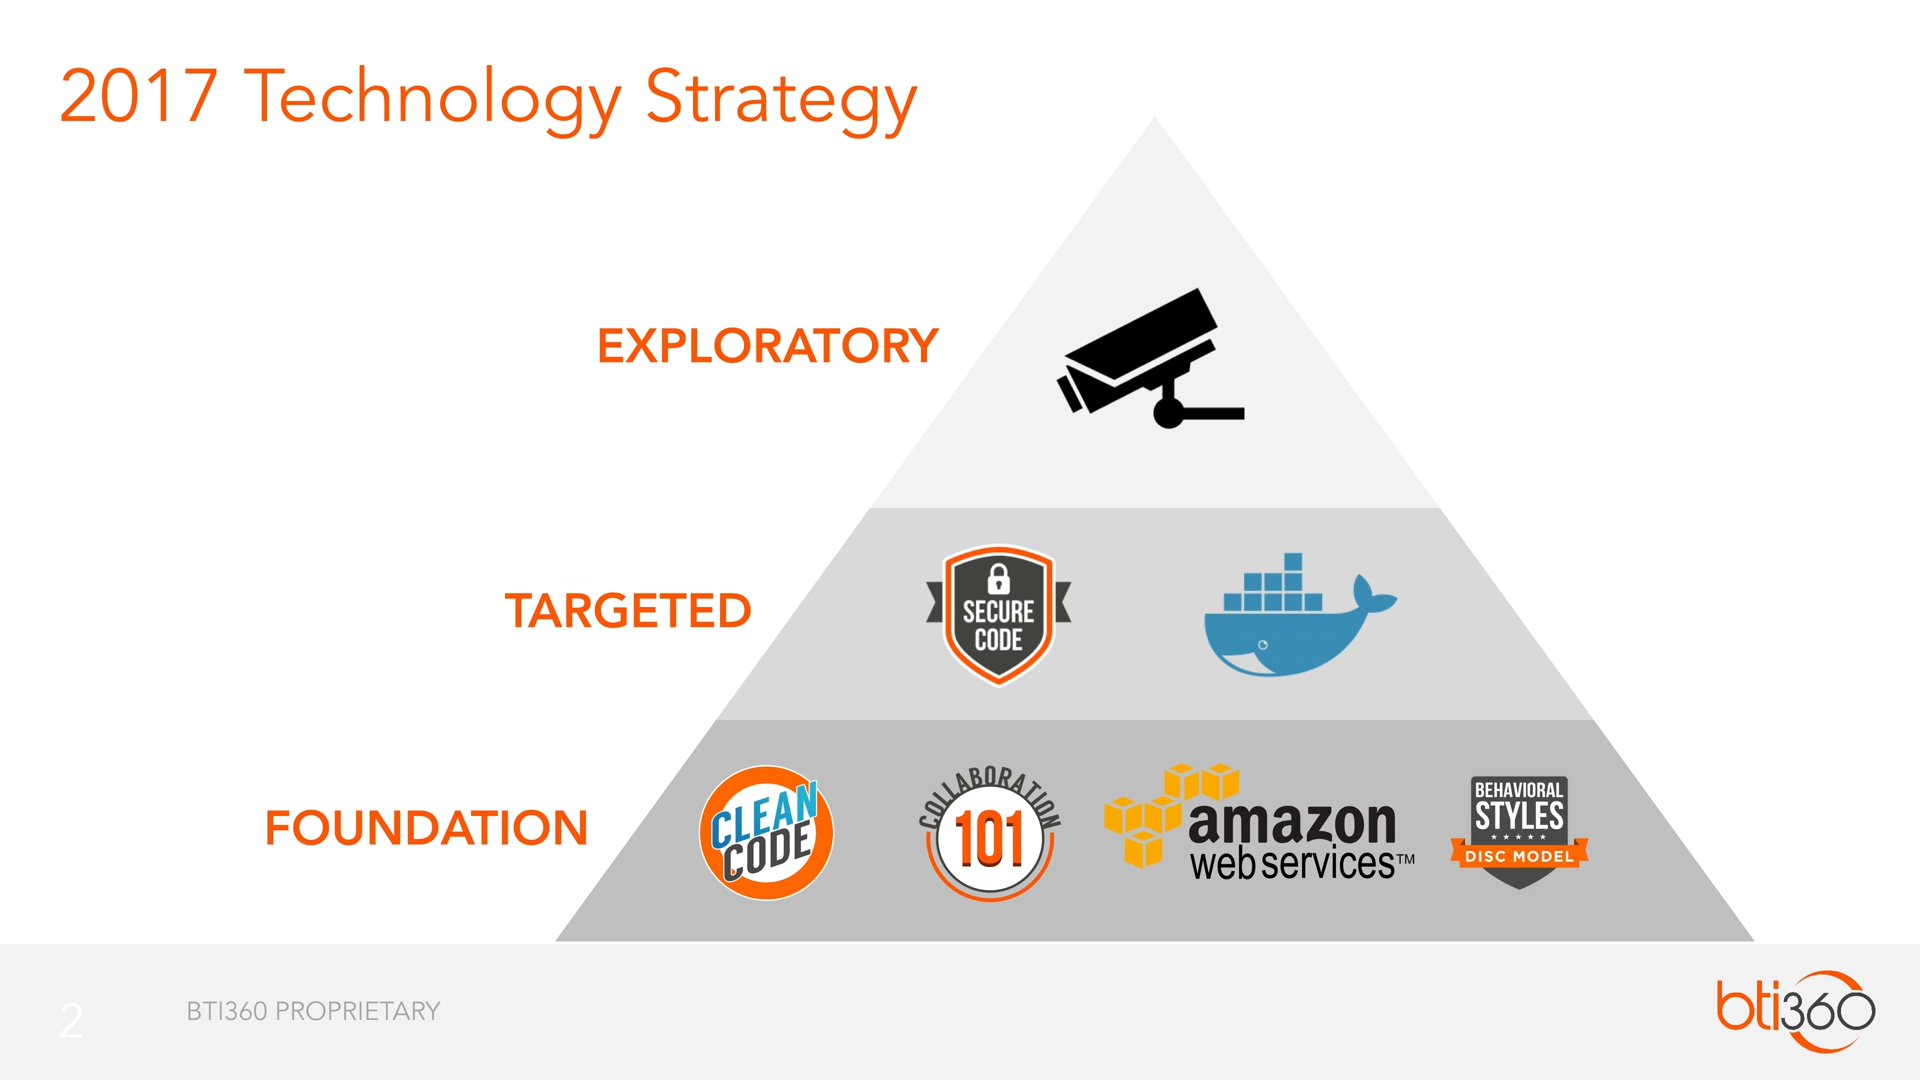 2017 Technology Strategy
EXPLORATORY
TARGETED
SECURE
CODE
FOUNDATION
CLEAN
CODE
COLLABORATION
101
amazon
web services™
BEHAVIORAL
STYLES
DISC MODEL
2
BTI360 PROPRIETARY
bti360